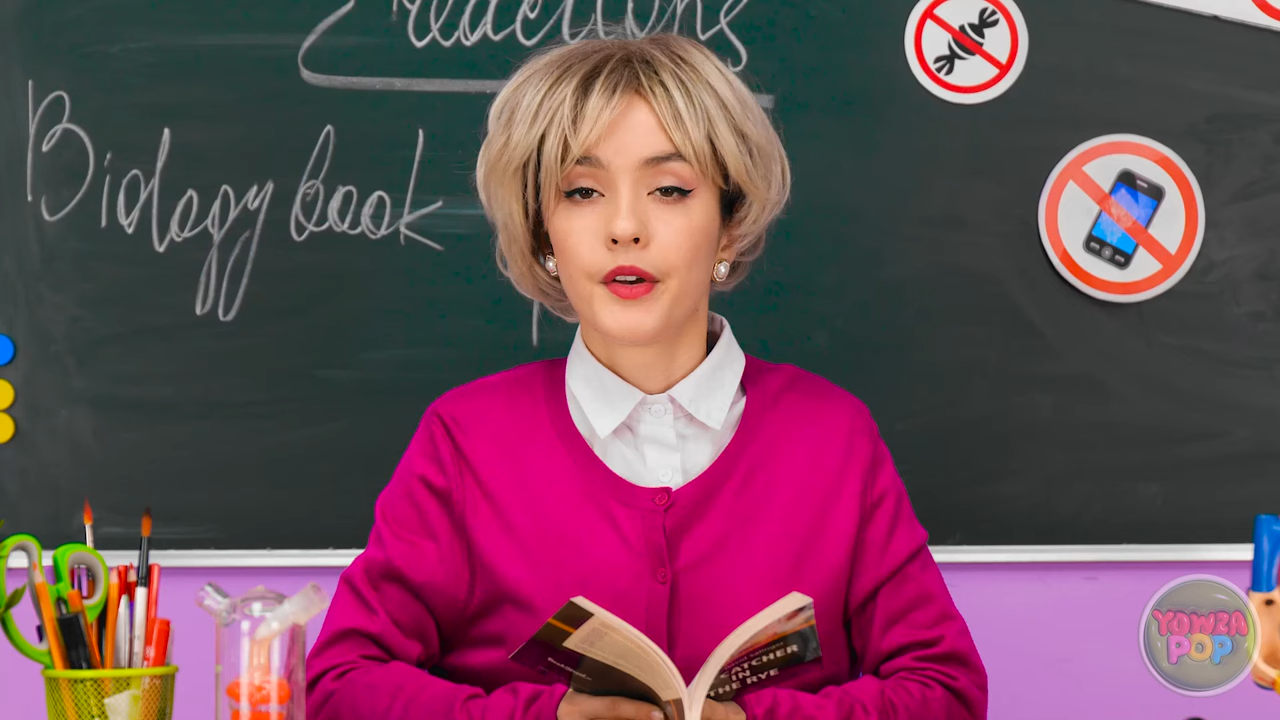 reactions
Biology book
CATCHER
IN
THE RYE
YOWZA
POP